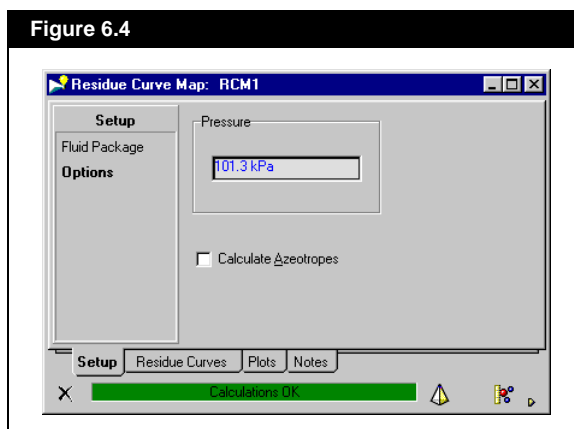 Figure 6.4
Residue Curve Map: RCM1
Setup
Fluid Package
Options
Pressure
101.3 kPa
Calculate Azeotropes
Setup Residue Curves Plots Notes
Calculations OK